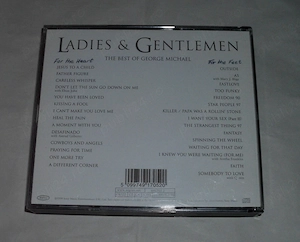 LADIES & GENTLEMEN
THE BEST OF GEORGE MICHAEL
For the Heart
JESUS TO A CHILD
FATHER FIGURE
CARELESS WHISPER
DON'T LET THE SUN GO DOWN ON ME
YOU HAVE BEEN LOVED
KISSING A FOOL
I CAN'T MAKE YOU LOVE ME
HEAL THE PAIN
A MOMENT WITH YOU
DESAFINADO
COWBOYS AND ANGELS
PRAYING FOR TIME
ONE MORE TRY
A DIFFERENT CORNER
For the Feet
OUTSIDE
AS
FASTLOVE
TOO FUNKY
FREEDOM 90
STAR PEOPLE 97
KILLER / PAPA WAS A ROLLING STONE
I WANT YOUR SEX (Part II)
THE STRANGEST THING 97
FANTASY
SPINNING THE WHEEL
WAITING FOR THAT DAY
I KNEW YOU WERE WAITING (FOR ME)
FAITH
SOMEBODY TO LOVE